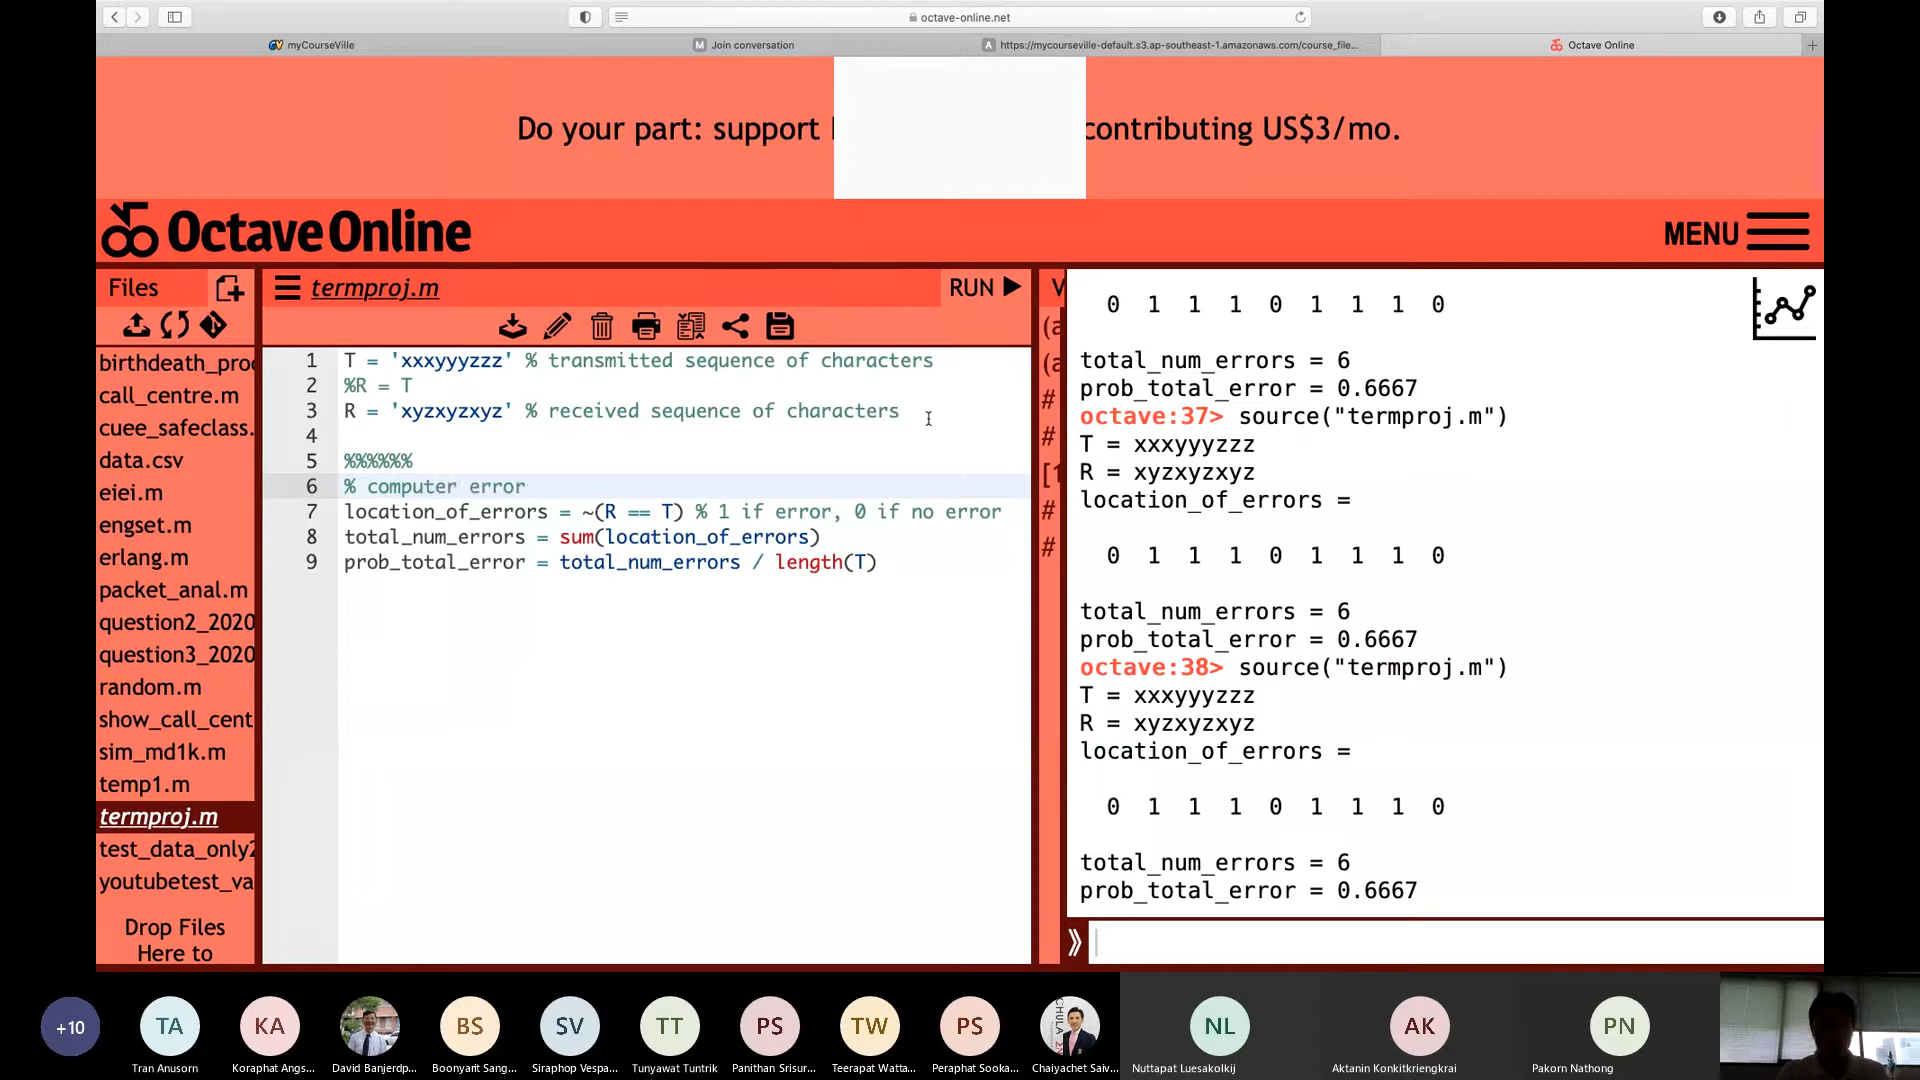 octave-online.net
myCourseVille
Join conversation
https://mycourseville-default.s3.ap-southeast-1.amazonaws.com/course_file...
Octave Online
Do your part: support contributing US$3/mo.
Octave Online
MENU
Files
termproj.m
RUN
birthdeath_pro
call_centre.m
cuee_safeclass.
data.csv
eiei.m
engset.m
erlang.m
packet_anal.m
question2_2020
question3_2020
random.m
show_call_cent
sim_md1k.m
temp1.m
termproj.m
test_data_only2
youtubetest_va
Drop Files
Here to
1 T = 'xxxyyyzzz' % transmitted sequence of characters
2 %R = T
3 R = 'xyzxyzxyz' % received sequence of characters
4
5 %%%%%%
6 % computer error
7 location_of_errors = ~(R == T) % 1 if error, 0 if no error
8 total_num_errors = sum(location_of_errors)
9 prob_total_error = total_num_errors / length(T)
V
(a
(a
#
#
[1
#
#
0 1 1 1 0 1 1 1 0
total_num_errors = 6
prob_total_error = 0.6667
octave:37> source("termproj.m")
T = xxxyyyzzz
R = xyzxyzxyz
location_of_errors =
0 1 1 1 0 1 1 1 0
total_num_errors = 6
prob_total_error = 0.6667
octave:38> source("termproj.m")
T = xxxyyyzzz
R = xyzxyzxyz
location_of_errors =
0 1 1 1 0 1 1 1 0
total_num_errors = 6
prob_total_error = 0.6667
+10
TA
KA
BS
SV
TT
PS
TW
PS
CHULA
NL
AK
PN
Tran Anusorn
Koraphat Angs...
David Banjerdp...
Boonyarit Sang...
Siraphop Vespa...
Tunyawat Tuntrik
Panithan Srisur...
Teerapat Watta...
Peraphat Sooka...
Chaiyachet Saiv...
Nuttapat Luesakolkij
Aktanin Konkitkriengkrai
Pakorn Nathong